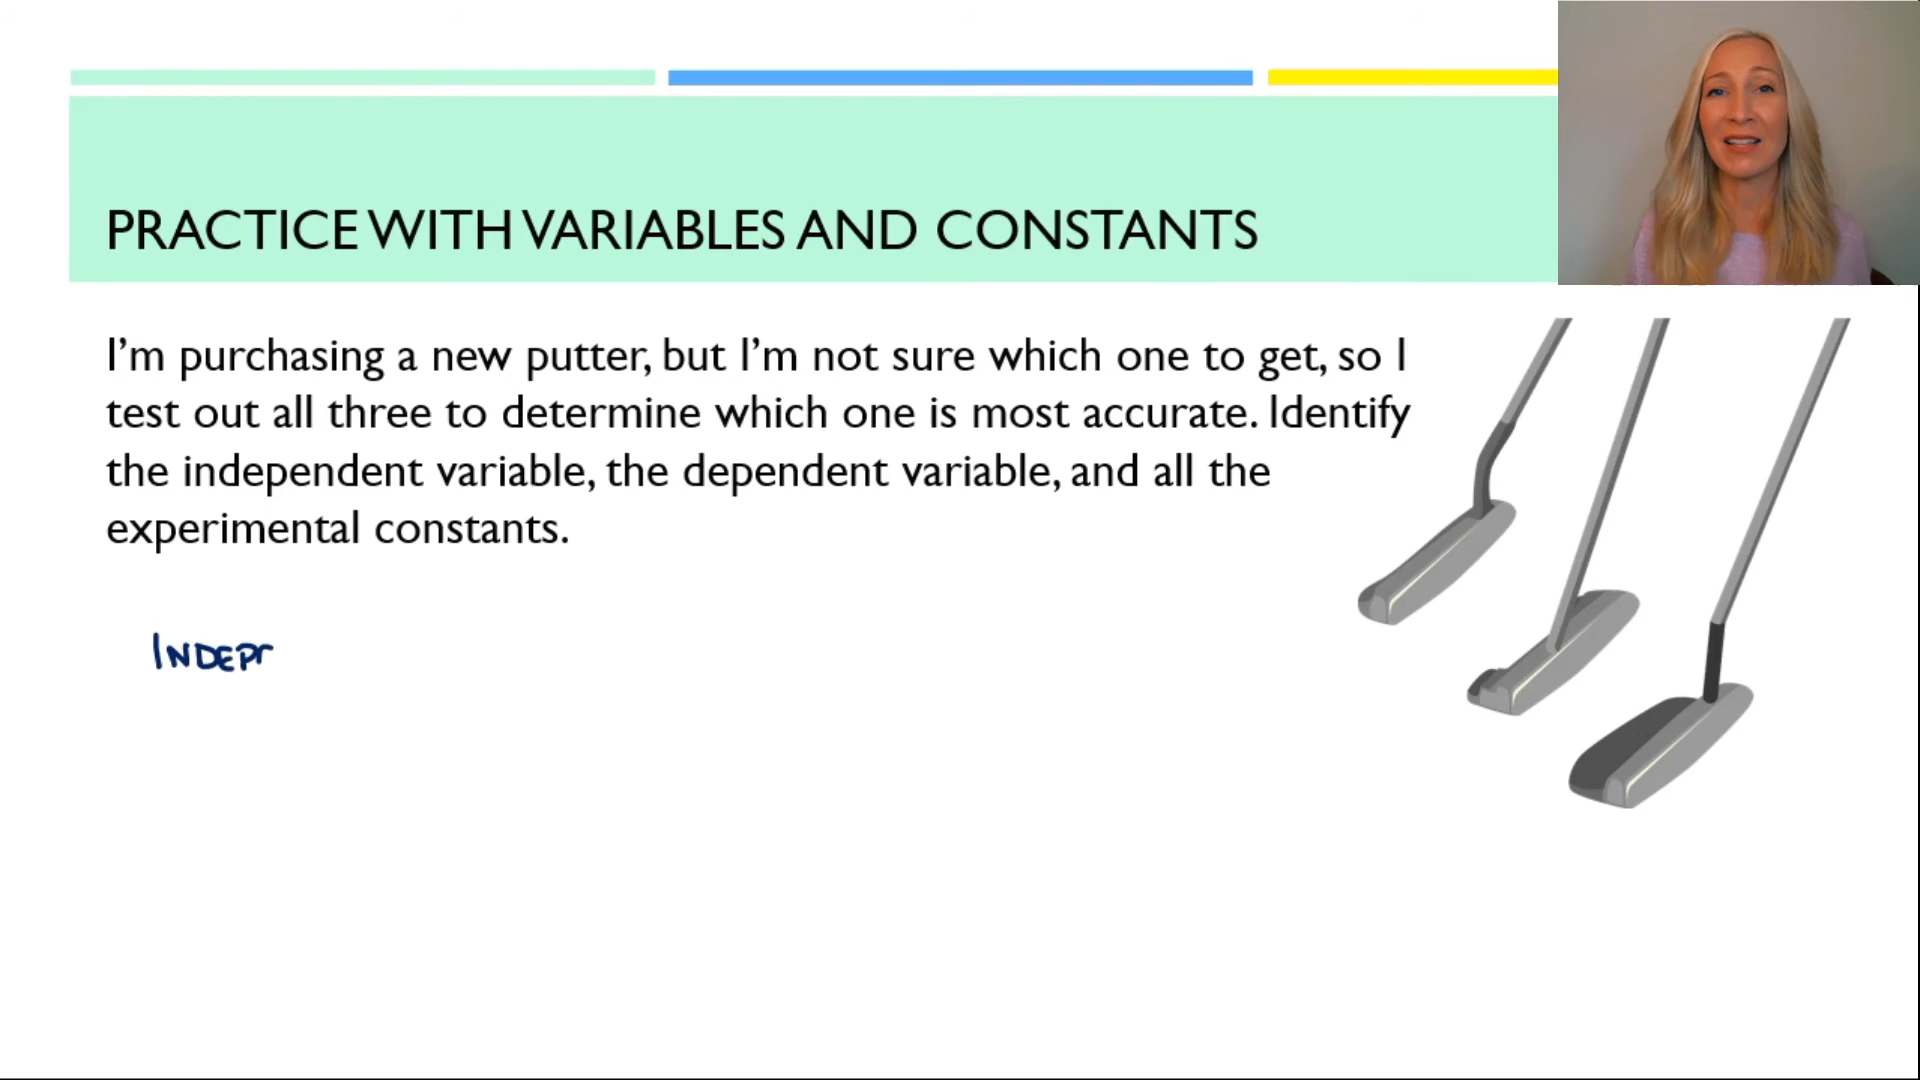 PRACTICE WITH VARIABLES AND CONSTANTS
I'm purchasing a new putter, but I'm not sure which one to get, so I
test out all three to determine which one is most accurate. Identify
the independent variable, the dependent variable, and all the
experimental constants.
INDEPr